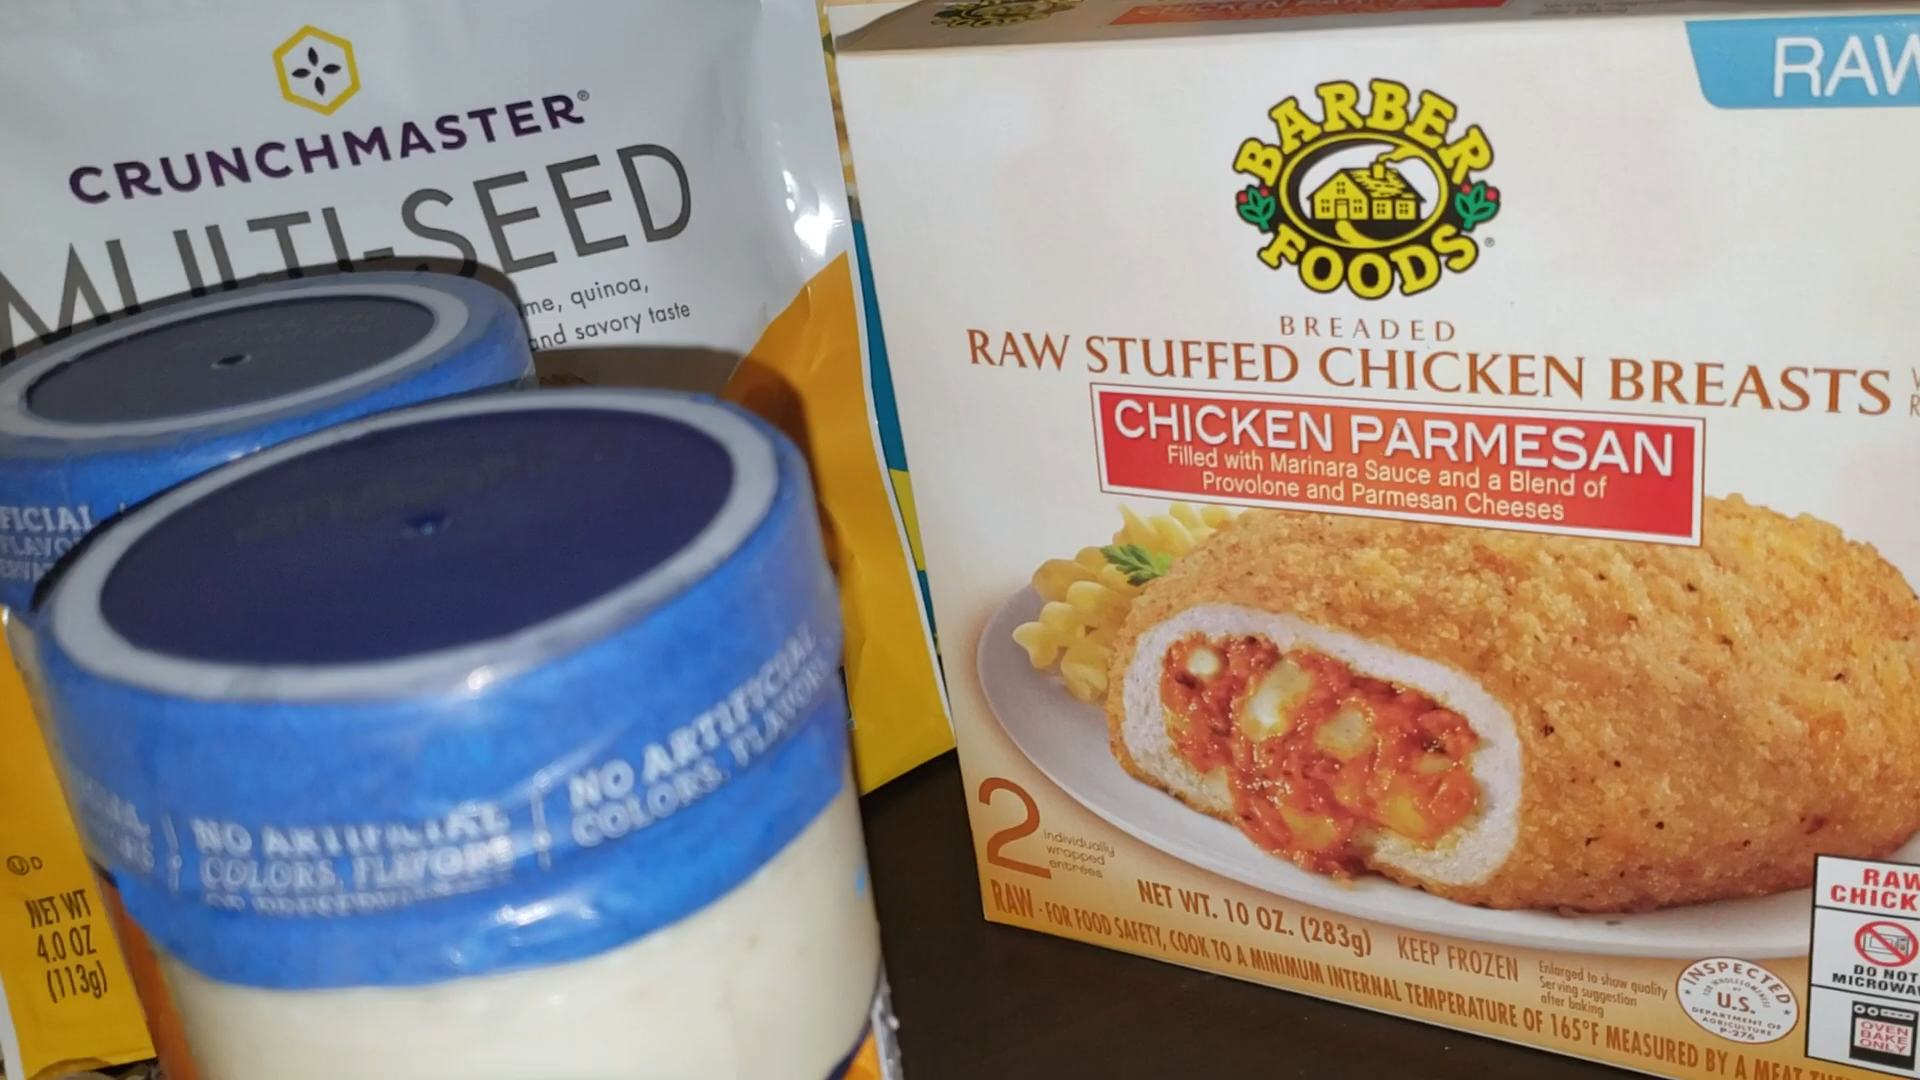 CRUNCHMASTER®
MULTI-SEED
quinoa,
and savory taste
NO ARTIFICIAL
COLORS, FLAVORS
NO ARTIFICIAL
COLORS, FLAVORS
U D
NET WT
4.0 OZ
(113g)
RAW
BARBER
FOODS®
BREADED
RAW STUFFED CHICKEN BREASTS
CHICKEN PARMESAN
Filled with Marinara Sauce and a Blend of
Provolone and Parmesan Cheeses
2
individually
wrapped
entrées
NET WT. 10 OZ. (283g)
KEEP FROZEN
Enlarged to show quality
Serving suggestion
after baking
RAW - FOR FOOD SAFETY, COOK TO A MINIMUM INTERNAL TEMPERATURE OF 165°F MEASURED BY A MEAT
INSPECTED
FOR WHOLESOMENESS
BY
U.S.
DEPARTMENT OF
AGRICULTURE
P-276
RAW
CHICK
DO NOT
MICROWAV
OVEN
BAKE
ONLY